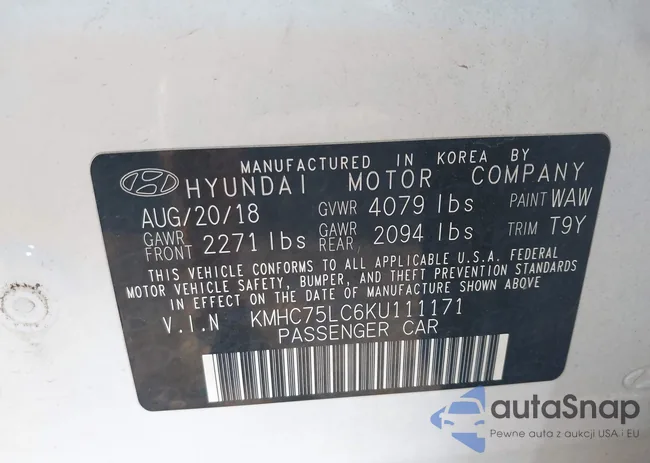 MANUFACTURED IN KOREA BY
HYUNDAI MOTOR COMPANY
AUG/20/18 GVWR 4079 lbs PAINT WAW
GAWR FRONT 2271 lbs GAWR REAR 2094 lbs TRIM T9Y
THIS VEHICLE CONFORMS TO ALL APPLICABLE U.S.A. FEDERAL
MOTOR VEHICLE SAFETY, BUMPER, AND THEFT PREVENTION STANDARDS
IN EFFECT ON THE DATE OF MANUFACTURE SHOWN ABOVE
V.I.N KMHC75LC6KU111171
PASSENGER CAR
autaSnap
Pewne auta z aukcji USA i EU